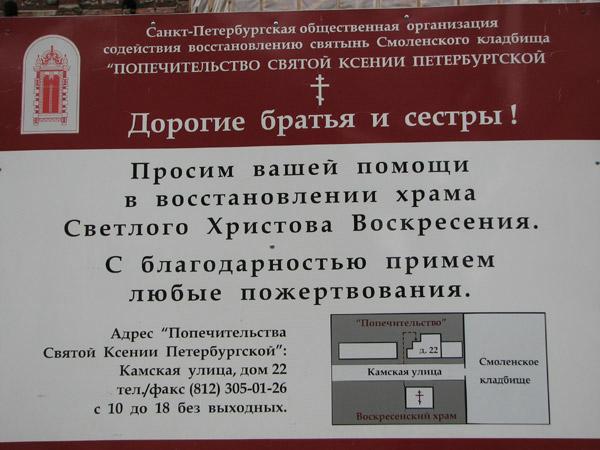 Санкт-Петербургская общественная организация
содействия восстановлению святынь Смоленского кладбища
"ПОПЕЧИТЕЛЬСТВО СВЯТОЙ КСЕНИИ ПЕТЕРБУРГСКОЙ
Дорогие братья и сестры !
Просим вашей помощи
в восстановлении храма
Светлого Христова Воскресения.
С благодарностью примем
любые пожертвования.
Адрес "Попечительства
Святой Ксении Петербургской":
Камская улица, дом 22
тел./факс (812) 305-01-26
с 10 до 18 без выходных.
"Попечительство"
д. 22
Камская улица
Воскресенский храм
Смоленское
кладбище